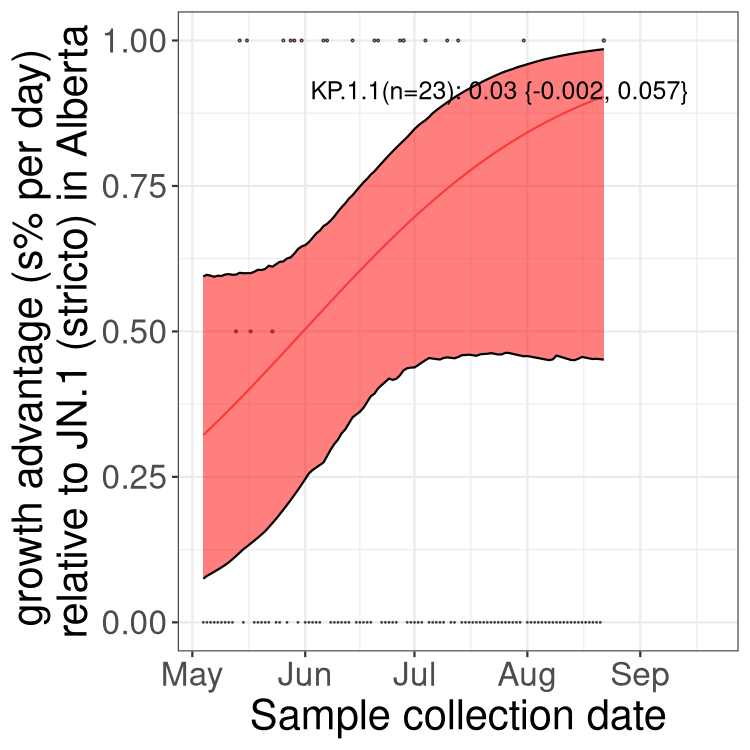 growth advantage (s% per day)
relative to JN.1 (stricto) in Alberta
1.00
0.75
0.50
0.25
0.00
KP.1.1(n=23): 0.03 {-0.002, 0.057}
May Jun Jul Aug Sep
Sample collection date